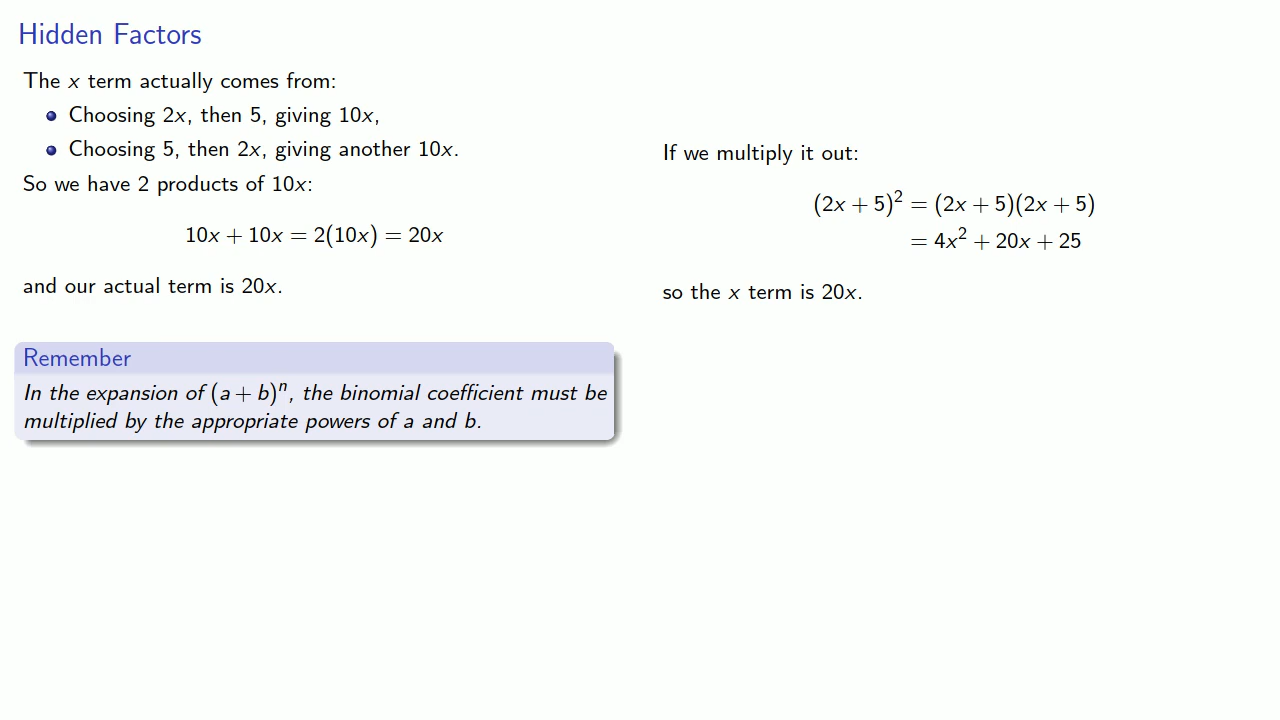 Hidden Factors
The x term actually comes from:
Choosing 2x, then 5, giving 10x,
Choosing 5, then 2x, giving another 10x.
So we have 2 products of 10x:
10x + 10x = 2(10x) = 20x
and our actual term is 20x.
Remember
In the expansion of (a + b)ⁿ, the binomial coefficient must be
multiplied by the appropriate powers of a and b.
If we multiply it out:
(2x + 5)² = (2x + 5)(2x + 5)
= 4x² + 20x + 25
so the x term is 20x.